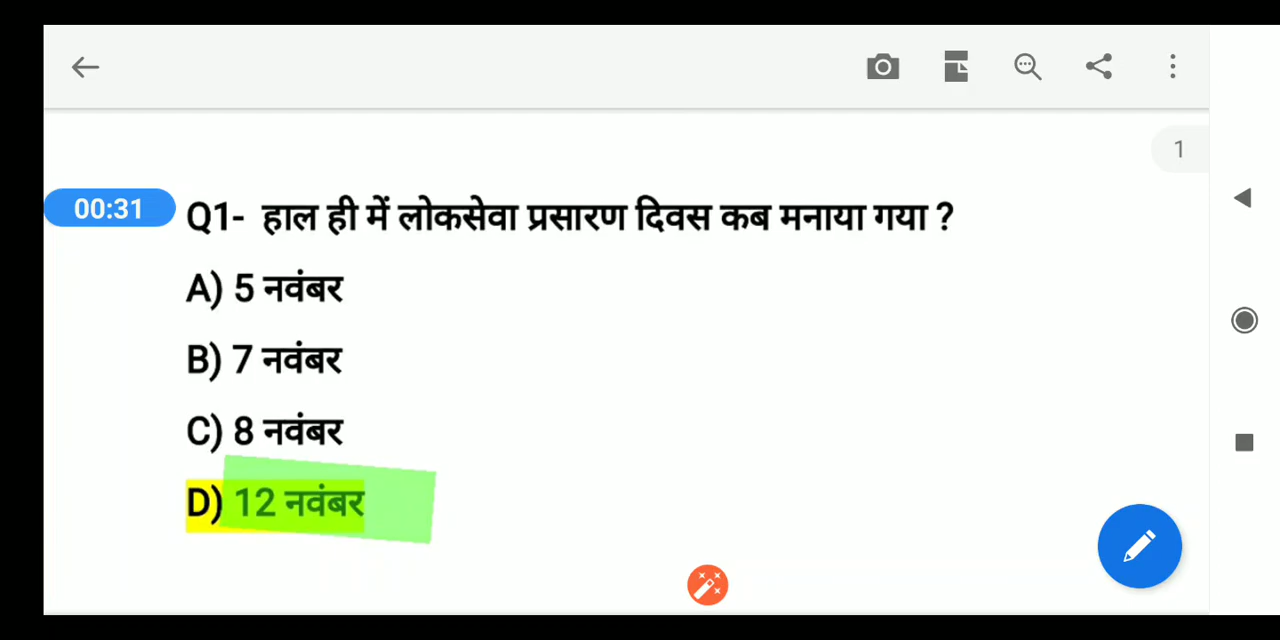 1
00:31
Q1- हाल ही में लोकसेवा प्रसारण दिवस कब मनाया गया ?
A) 5 नवंबर
B) 7 नवंबर
C) 8 नवंबर
D) 12 नवंबर